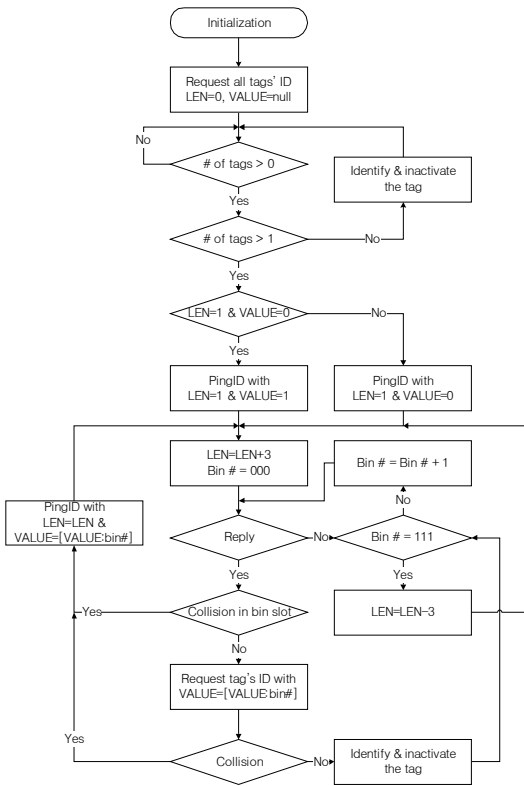 Initialization
Request all tags' ID
LEN=0, VALUE=null
No
# of tags > 0
Identify & inactivate
the tag
Yes
# of tags > 1
No
Yes
LEN=1 & VALUE=0
No
Yes
PingID with
LEN=1 & VALUE=1
PingID with
LEN=1 & VALUE=0
LEN=LEN+3
Bin # = 000
Bin # = Bin # + 1
PingID with
LEN=LEN &
VALUE=[VALUE:bin#]
No
Reply
No
Bin # = 111
Yes
Yes
Yes
Collision in bin slot
LEN=LEN-3
No
Request tag's ID with
VALUE=[VALUE:bin#]
Yes
Collision
No
Identify & inactivate
the tag